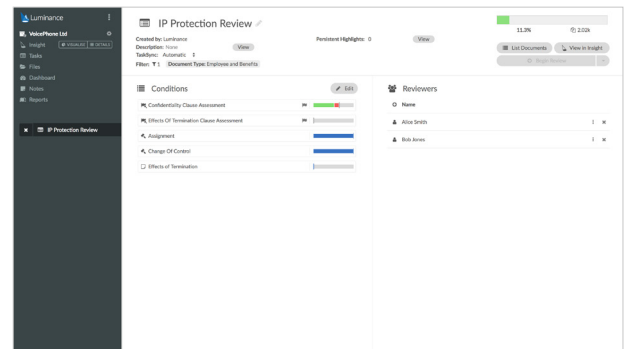 Luminance
VoicePhone Ltd
Insight
VISUALISE
DETAILS
Tasks
Files
Dashboard
Notes
Reports
IP Protection Review
IP Protection Review
Created by: Luminance
Description: None
View
TaskSync: Automatic
Filter: 1 Document Type: Employee and Benefits
Persistent Highlights: 0
View
11.3%
2.02k
List Documents
View in Insight
Begin Review
Conditions
Edit
Confidentiality Clause Assessment
Effects Of Termination Clause Assessment
Assignment
Change Of Control
Effects of Termination
Reviewers
Name
Alice Smith
Bob Jones